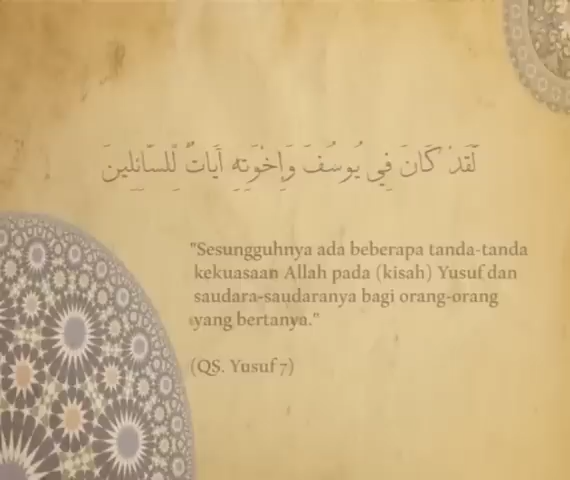 لَّقَدْ كَانَ فِي يُوسُفَ وَإِخْوَتِهِ آيَاتٌ لِّلسَّائِلِينَ
"Sesungguhnya ada beberapa tanda-tanda
kekuasaan Allah pada (kisah) Yusuf dan
saudara-saudaranya bagi orang-orang
yang bertanya."
(QS. Yusuf 7)